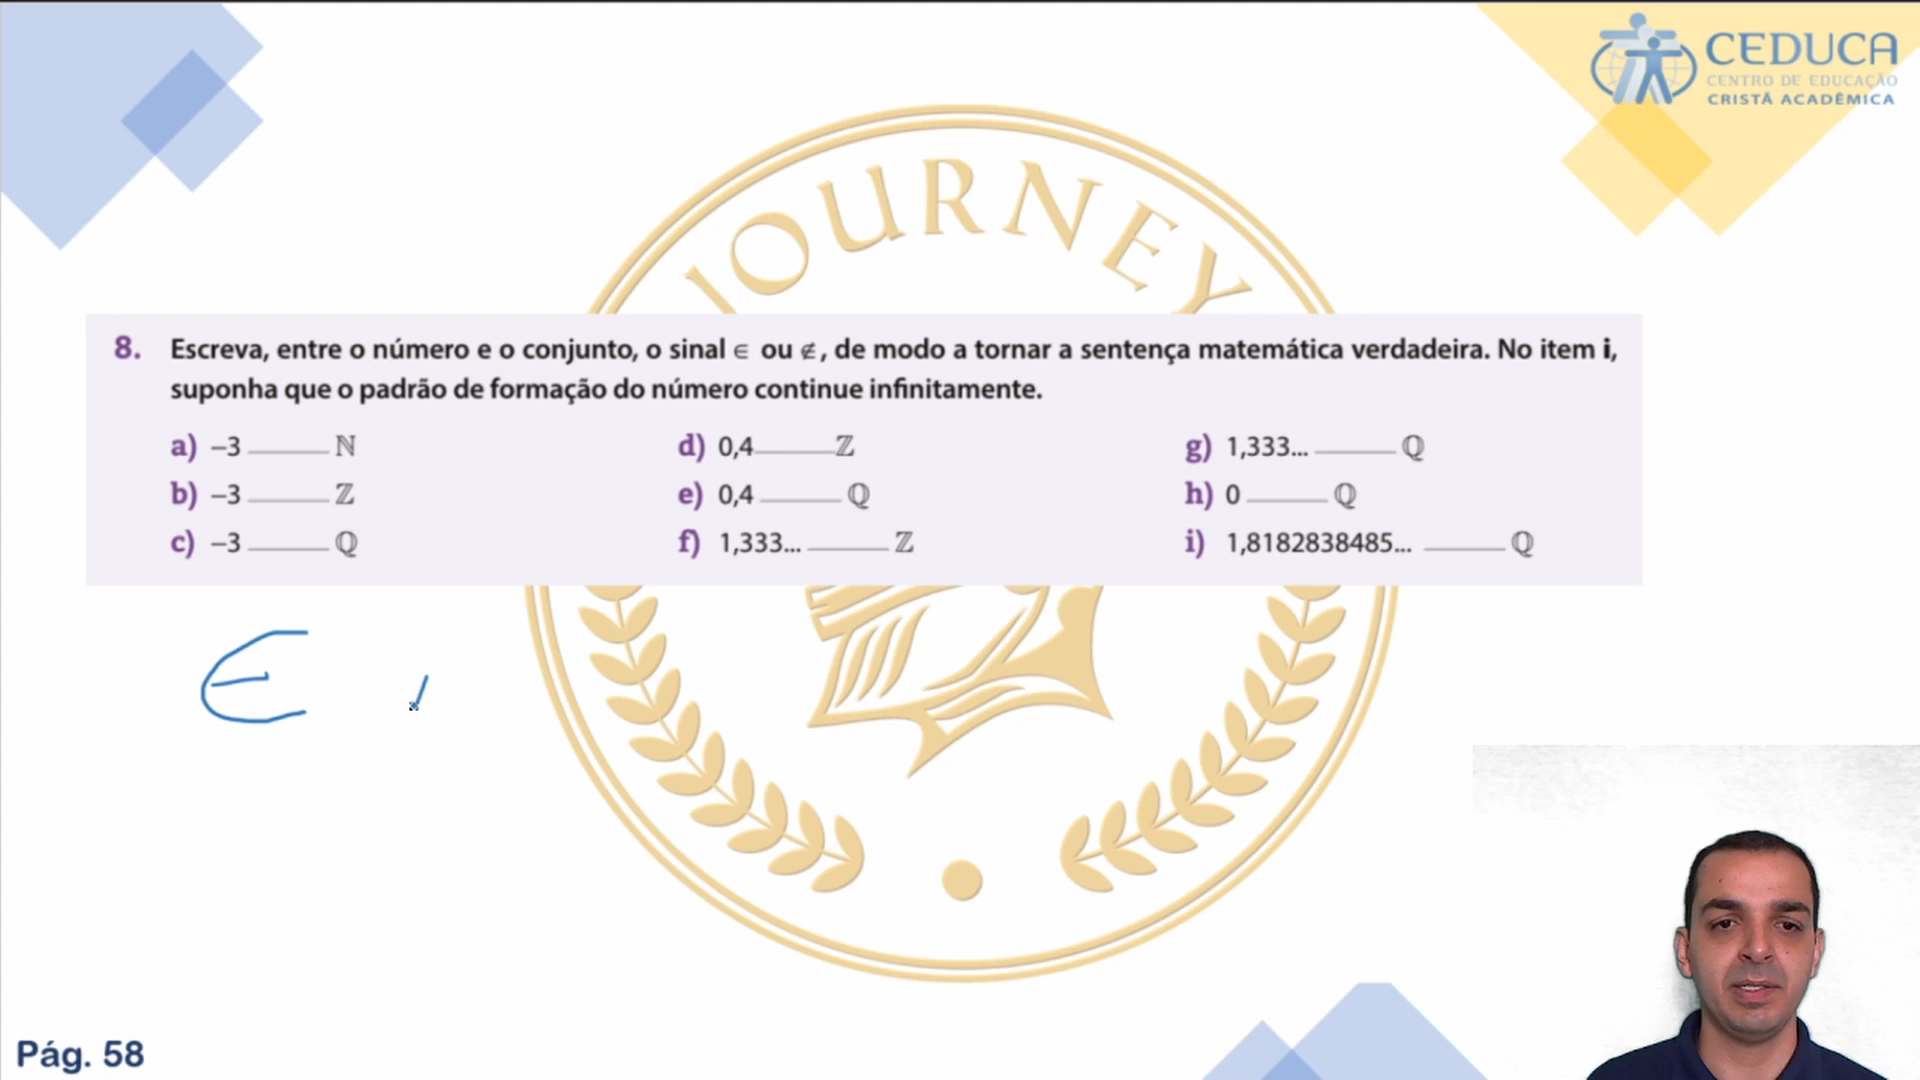 CEDUCA
CENTRO DE EDUCAÇÃO
CRISTÃ ACADÊMICA
JOURNEY
8. Escreva, entre o número e o conjunto, o sinal ∈ ou ∉, de modo a tornar a sentença matemática verdadeira. No item i,
suponha que o padrão de formação do número continue infinitamente.
a) –3 ______ ℕ
b) –3 ______ ℤ
c) –3 ______ ℚ
d) 0,4 ______ ℤ
e) 0,4 ______ ℚ
f) 1,333... ______ ℤ
g) 1,333... ______ ℚ
h) 0 ______ ℚ
i) 1,8182838485... ______ ℚ
∈
Pág. 58